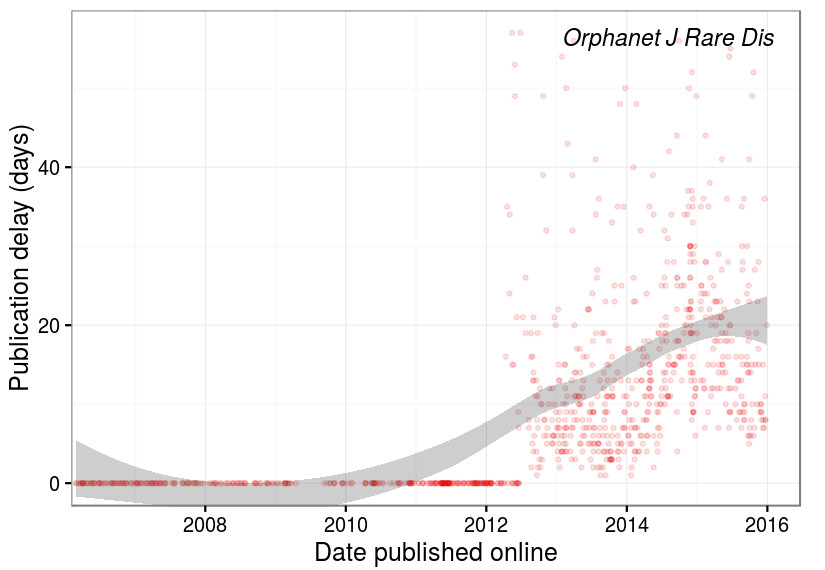 Orphanet J Rare Dis
Publication delay (days)
40
20
0
2008 2010 2012 2014 2016
Date published online